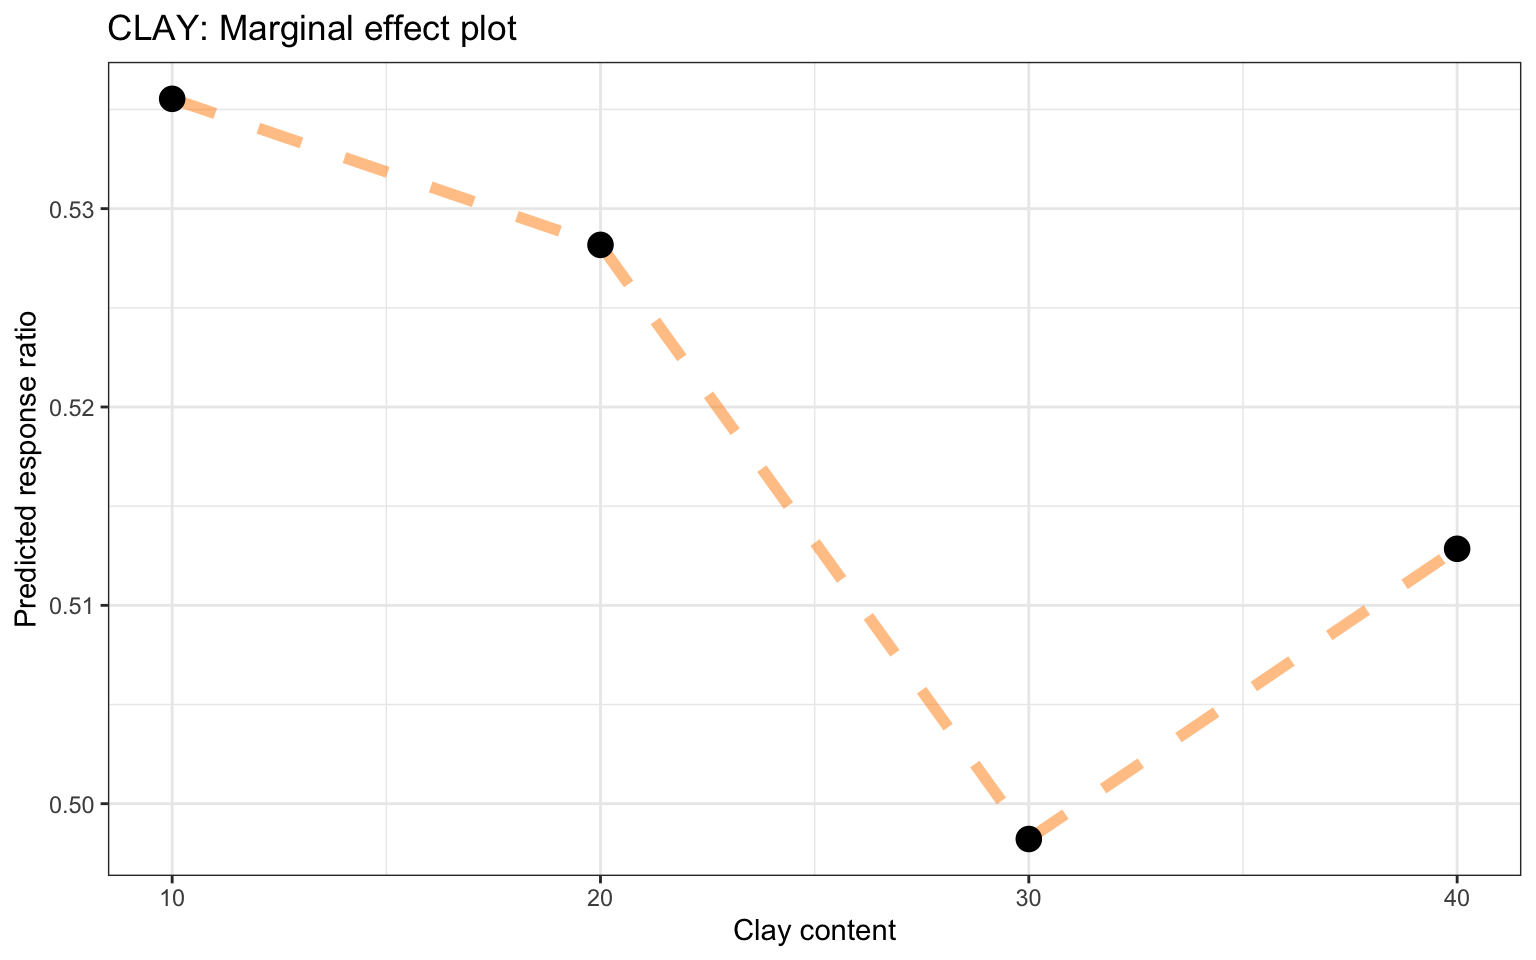 CLAY: Marginal effect plot
Predicted response ratio
0.53
0.52
0.51
0.50
10 20 30 40
Clay content